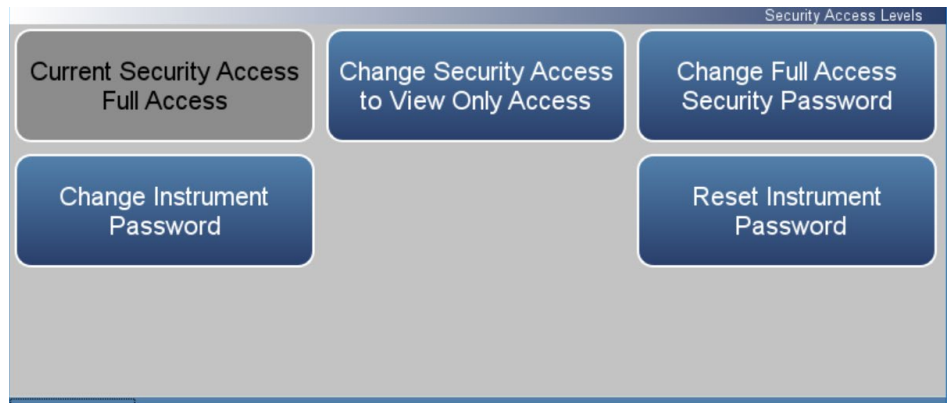 Security Access Levels
Current Security Access
Full Access
Change Security Access
to View Only Access
Change Full Access
Security Password
Change Instrument
Password
Reset Instrument
Password